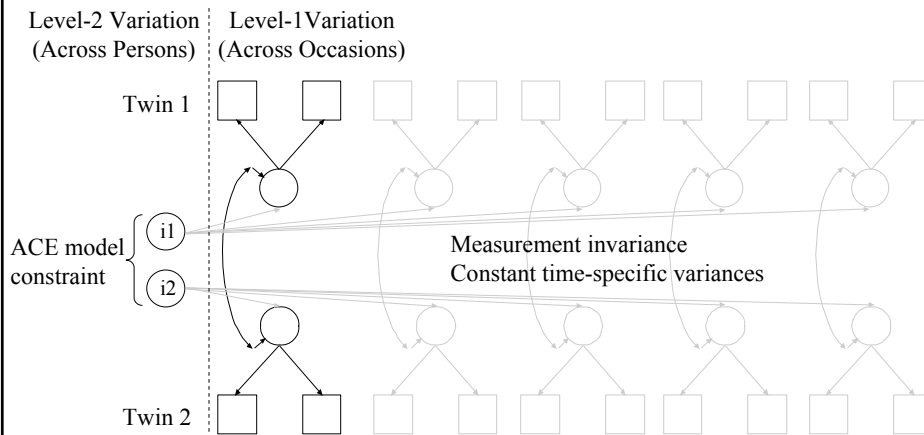 Level-2 Variation
(Across Persons)
Level-1Variation
(Across Occasions)
Twin 1
i1
ACE model
constraint
i2
Measurement invariance
Constant time-specific variances
Twin 2